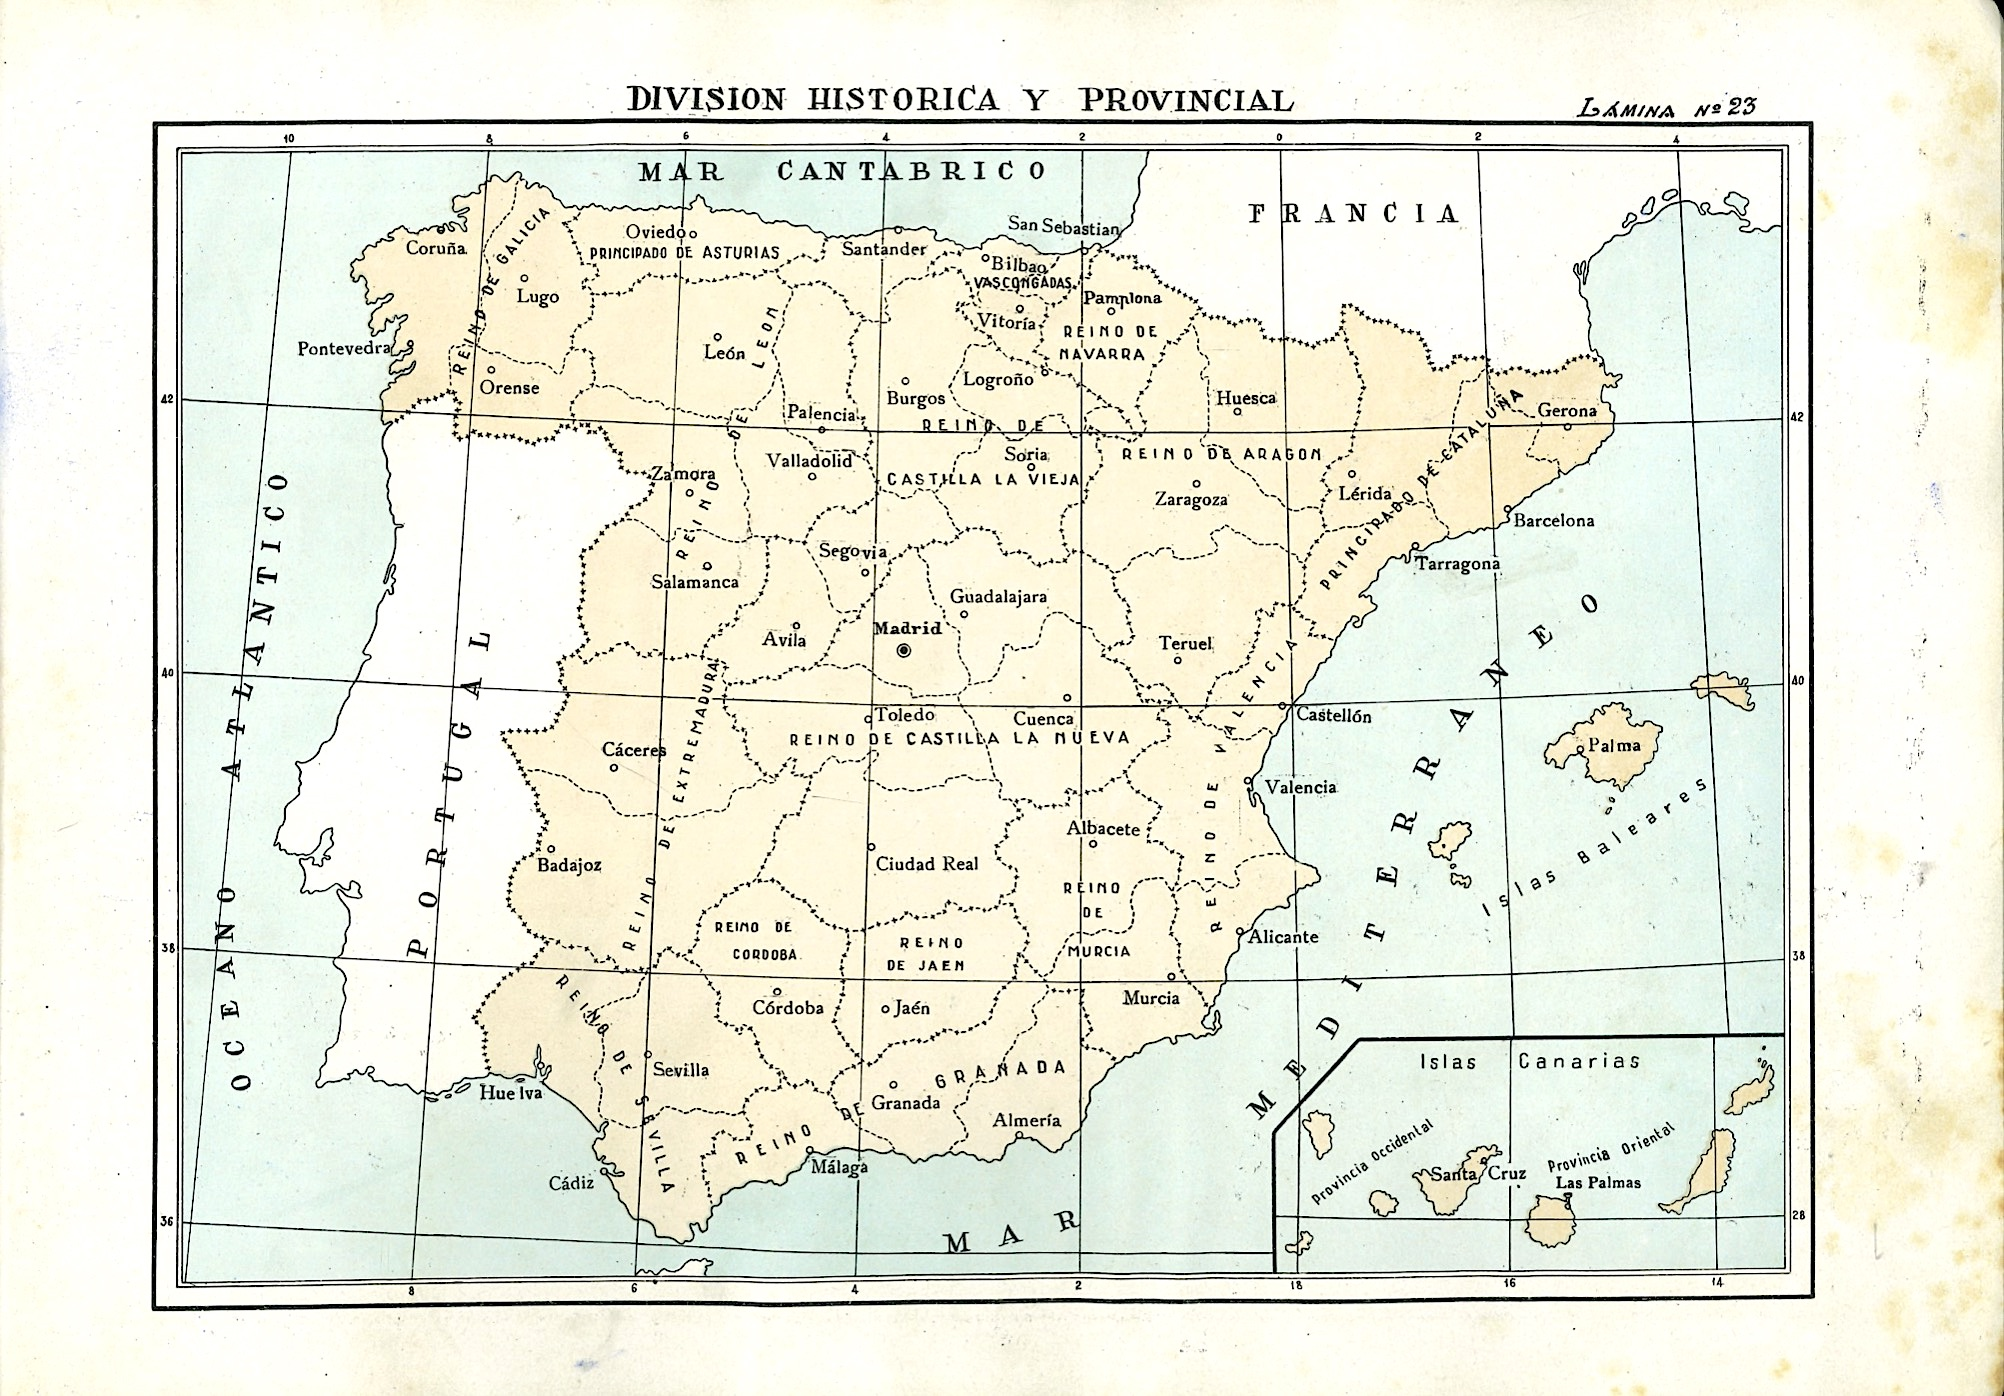 DIVISION HISTORICA Y PROVINCIAL
LÁMINA Nº 23
10 8 6 4 2 0 2 4
MAR CANTABRICO
FRANCIA
San Sebastian
Coruña
Oviedo
PRINCIPADO DE ASTURIAS
Santander
Bilbao
VASCONGADAS
REINO DE GALICIA
Lugo
Pamplona
Vitoría
REINO DE
NAVARRA
Pontevedra
León
Orense
Logroño
Burgos
Huesca
Palencia
Gerona
42
42
REINO DE
CASTILLA LA VIEJA
REINO DE LEON
Soria
REINO DE ARAGON
PRINCIPADO DE CATALUÑA
Zamora
Valladolid
Zaragoza
Lérida
Barcelona
Segovia
Tarragona
Salamanca
Guadalajara
Avila
Madrid
Teruel
40
40
OCEANO ATLANTICO
PORTUGAL
Toledo
Cuenca
Castellón
REINO DE CASTILLA LA NUEVA
Cáceres
REINO DE EXTREMADURA
REINO DE VALENCIA
Valencia
Palma
Islas Baleares
MAR MEDITERRANEO
Albacete
Badajoz
Ciudad Real
REINO
DE
MURCIA
REINO DE
CORDOBA
REINO
DE JAEN
Alicante
38
38
Murcia
Córdoba
Jaén
REINO DE SEVILLA
Sevilla
Huelva
REINO DE GRANADA
Granada
Almería
Málaga
Cádiz
36
Islas Canarias
Provincia Occidental
Provincia Oriental
Santa Cruz
Las Palmas
28
8 6 4 2 18 16 14